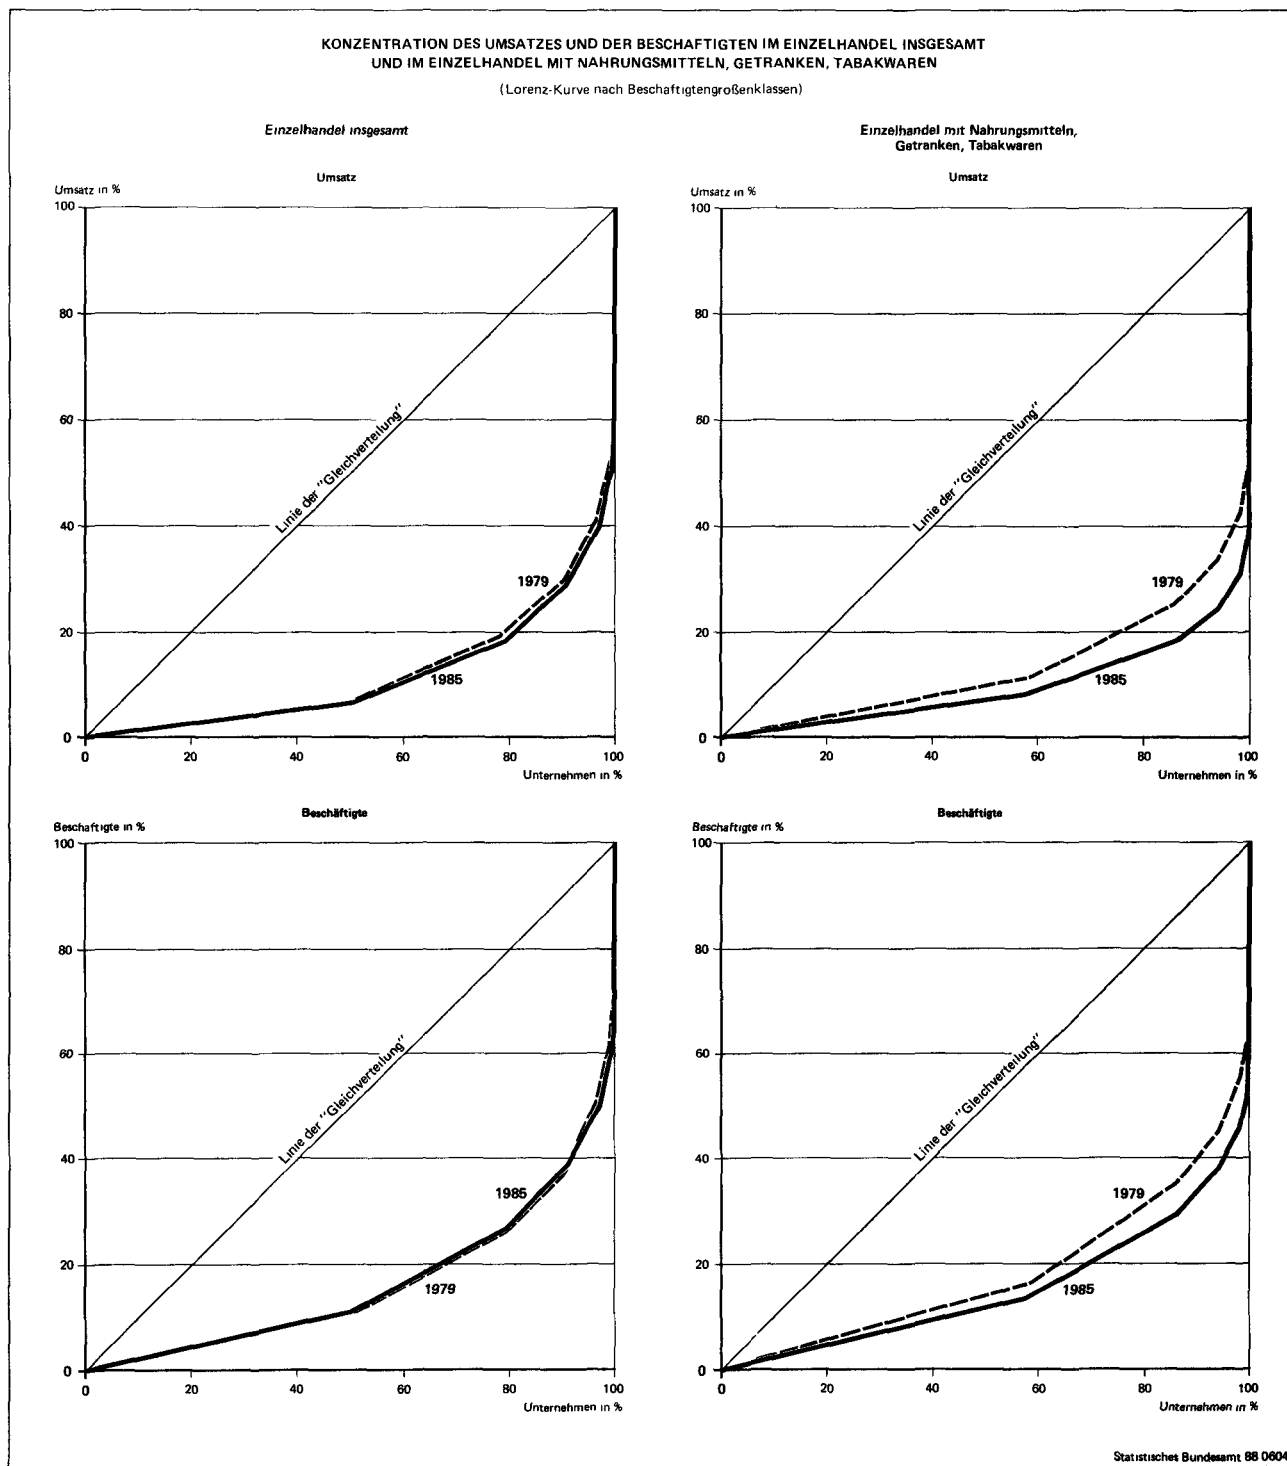 KONZENTRATION DES UMSATZES UND DER BESCHAFTIGTEN IM EINZELHANDEL INSGESAMT
UND IM EINZELHANDEL MIT NAHRUNGSMITTELN, GETRANKEN, TABAKWAREN
(Lorenz-Kurve nach Beschaftigtengroßenklassen)
Einzelhandel insgesamt
Umsatz
Umsatz in %
100
80
60
40
20
0
Linie der "Gleichverteilung"
1979
1985
0 20 40 60 80 100
Unternehmen in %
Einzelhandel mit Nahrungsmitteln,
Getranken, Tabakwaren
Umsatz
Umsatz in %
100
80
60
40
20
0
Linie der "Gleichverteilung"
1979
1985
0 20 40 60 80 100
Unternehmen in %
Beschäftigte
Beschaftigte in %
100
80
60
40
20
0
Linie der "Gleichverteilung"
1985
1979
0 20 40 60 80 100
Unternehmen in %
Beschäftigte
Beschaftigte in %
100
80
60
40
20
0
Linie der "Gleichverteilung"
1979
1985
0 20 40 60 80 100
Unternehmen in %
Statistisches Bundesamt 88 0604